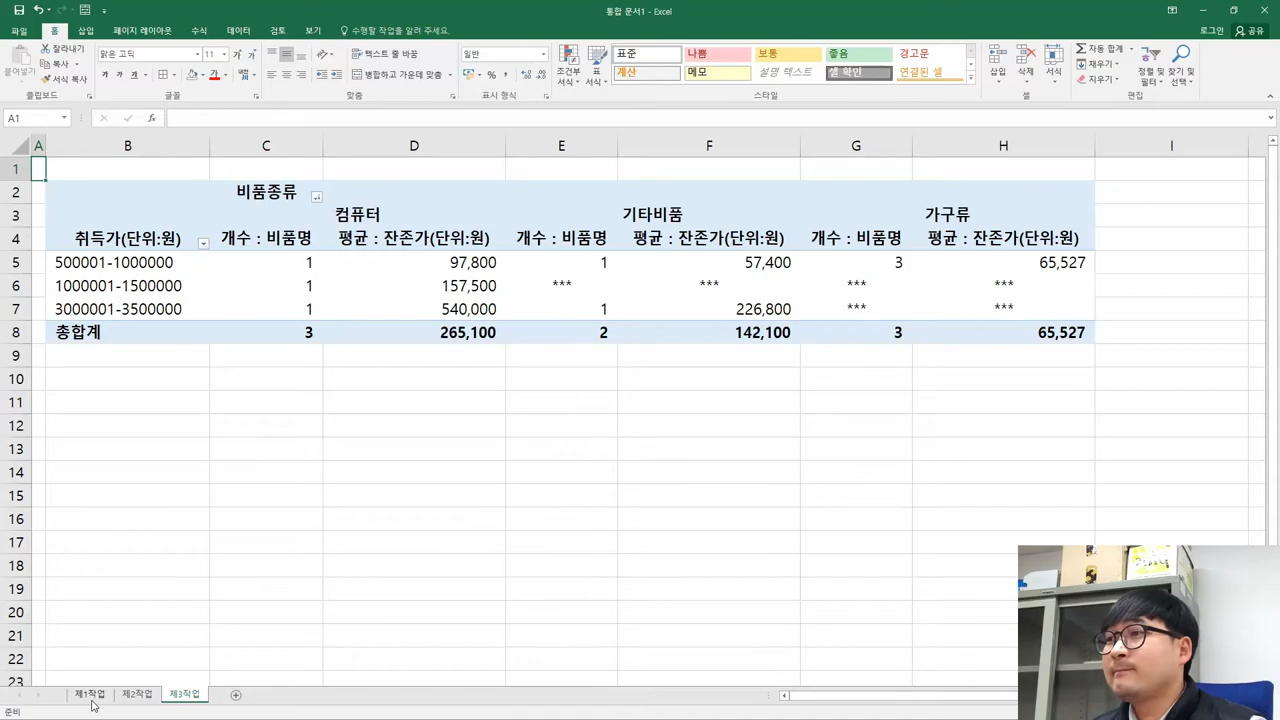 통합 문서1 - Excel
파일 홈 삽입 페이지 레이아웃 수식 데이터 검토 보기 수행할 작업을 알려 주세요. 로그인 공유
잘라내기 맑은 고딕 11 텍스트 줄 바꿈 일반 표준 나쁨 보통 좋음 경고문 자동 합계
붙여넣기 복사 조건부 서식 표 서식 삽입 삭제 서식 채우기 정렬 및 필터 찾기 및 선택
서식 복사 병합하고 가운데 맞춤 계산 메모 설명 텍스트 셀 확인 연결된 셀 지우기
클립보드 글꼴 맞춤 표시 형식 스타일 셀 편집
A1 fx
A B C D E F G H I
1
2 비품종류
3 컴퓨터 기타비품 가구류
4 취득가(단위:원) 개수 : 비품명 평균 : 잔존가(단위:원) 개수 : 비품명 평균 : 잔존가(단위:원) 개수 : 비품명 평균 : 잔존가(단위:원)
5 500001-1000000 1 97,800 1 57,400 3 65,527
6 1000001-1500000 1 157,500 *** *** *** ***
7 3000001-3500000 1 540,000 1 226,800 *** ***
8 총합계 3 265,100 2 142,100 3 65,527
9
10
11
12
13
14
15
16
17
18
19
20
21
22
23
제1작업 제2작업 제3작업
준비